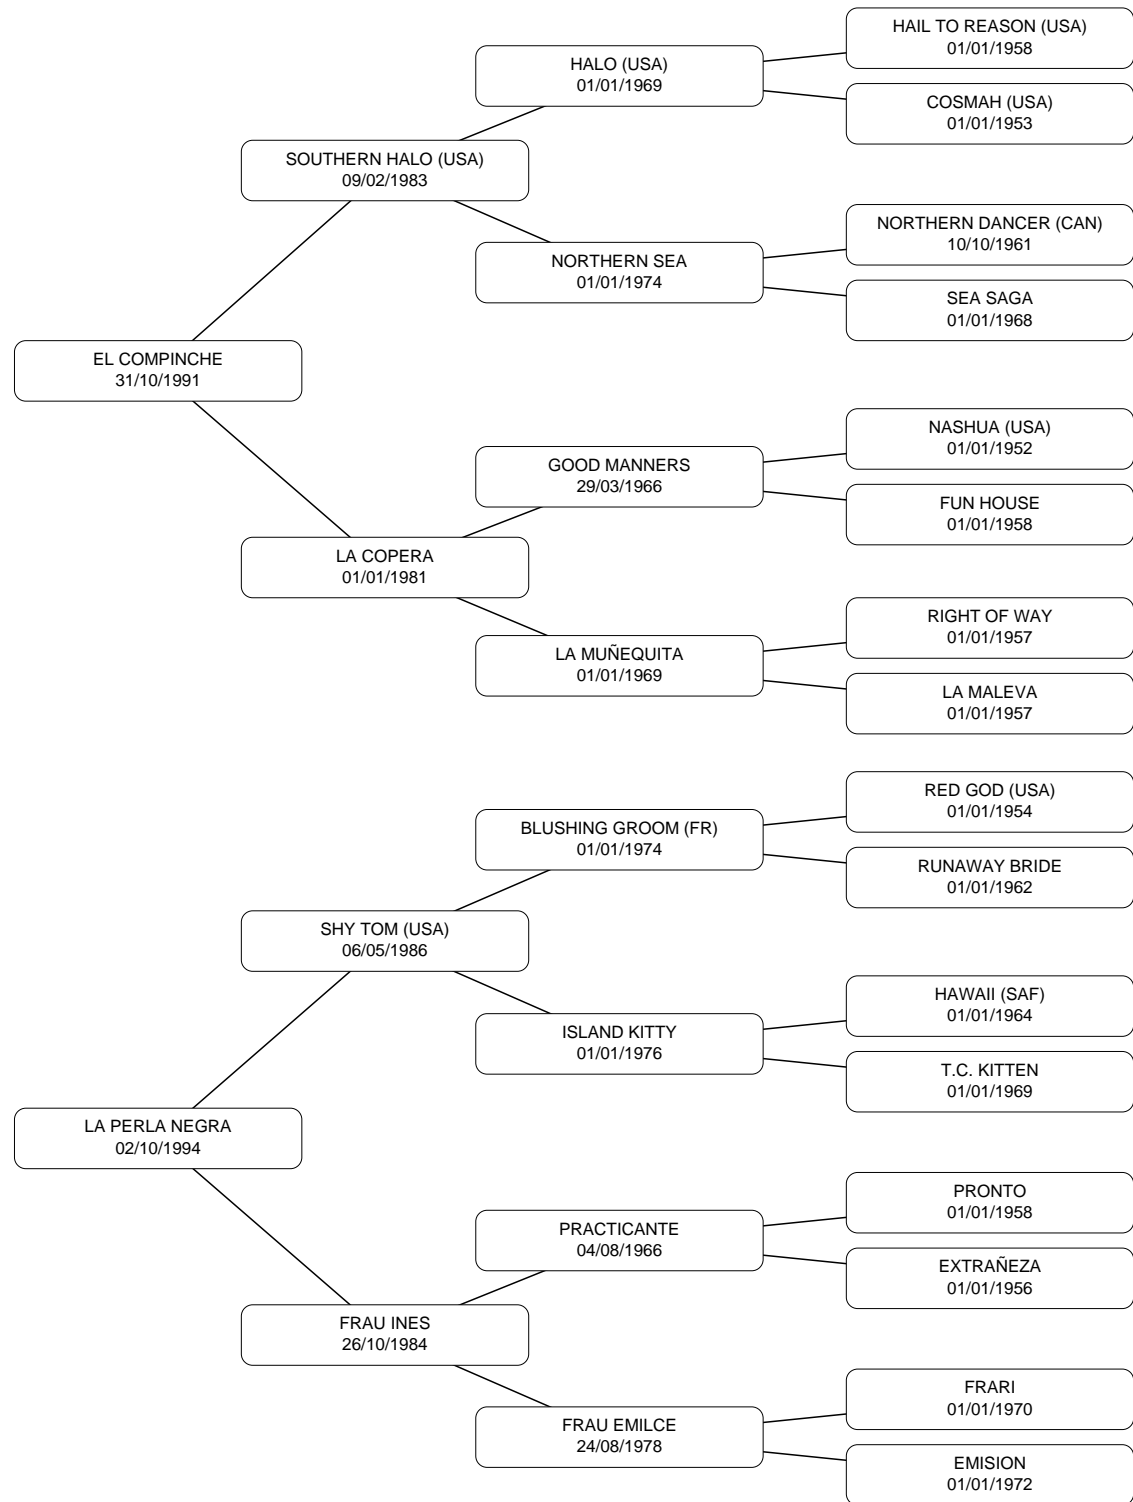 HAIL TO REASON (USA)
01/01/1958
HALO (USA)
01/01/1969
COSMAH (USA)
01/01/1953
SOUTHERN HALO (USA)
09/02/1983
NORTHERN DANCER (CAN)
10/10/1961
NORTHERN SEA
01/01/1974
SEA SAGA
01/01/1968
EL COMPINCHE
31/10/1991
NASHUA (USA)
01/01/1952
GOOD MANNERS
29/03/1966
FUN HOUSE
01/01/1958
LA COPERA
01/01/1981
RIGHT OF WAY
01/01/1957
LA MUÑEQUITA
01/01/1969
LA MALEVA
01/01/1957
RED GOD (USA)
01/01/1954
BLUSHING GROOM (FR)
01/01/1974
RUNAWAY BRIDE
01/01/1962
SHY TOM (USA)
06/05/1986
HAWAII (SAF)
01/01/1964
ISLAND KITTY
01/01/1976
T.C. KITTEN
01/01/1969
LA PERLA NEGRA
02/10/1994
PRONTO
01/01/1958
PRACTICANTE
04/08/1966
EXTRAÑEZA
01/01/1956
FRAU INES
26/10/1984
FRARI
01/01/1970
FRAU EMILCE
24/08/1978
EMISION
01/01/1972